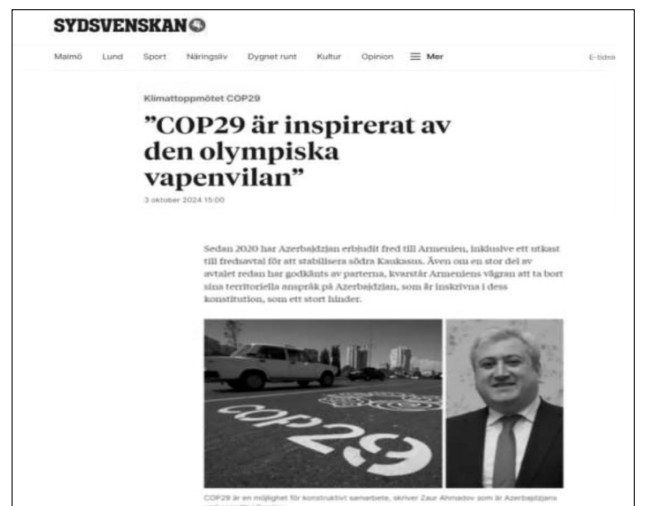 SYDSVENSKAN
Malmö Lund Sport Näringsliv Dygnet runt Kultur Opinion Mer E-tidnin
Klimattoppmötet COP29
”COP29 är inspirerat av
den olympiska
vapenvilan”
3 oktober 2024 15:00
Sedan 2020 har Azerbajdzjan erbjudit fred till Armenien, inklusive ett utkast
till fredsavtal för att stabilisera södra Kaukasus. Även om en stor del av
avtalet redan har godkänts av parterna, kvarstår Armeniens vägran att ta bort
sina territoriella anspråk på Azerbajdzjan, som är inskrivna i dess
konstitution, som ett stort hinder.
COP29
COP29 är en möjlighet för konstruktivt samarbete, skriver Zaur Ahmadov som är Azerbajdzjans